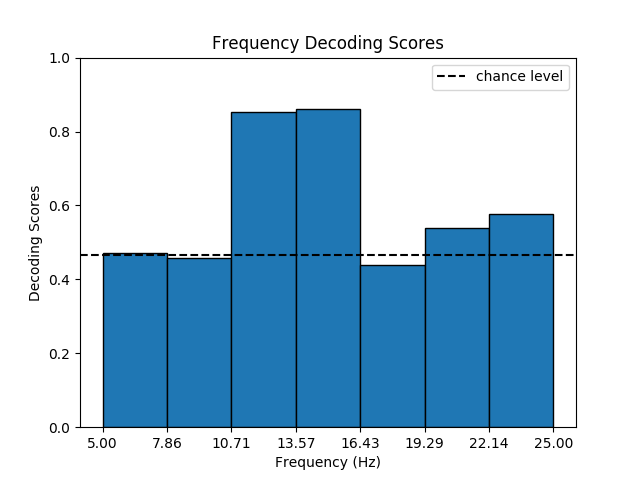 Frequency Decoding Scores
chance level
Decoding Scores
1.0
0.8
0.6
0.4
0.2
0.0
5.00 7.86 10.71 13.57 16.43 19.29 22.14 25.00
Frequency (Hz)